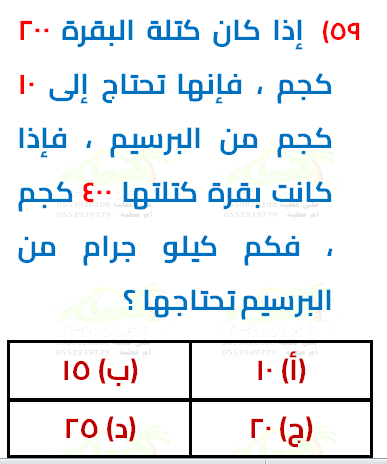 ٥٩) إذا كان كتلة البقرة ٢٠٠
كجم ، فإنها تحتاج إلى ١٠
كجم من البرسيم ، فإذا
كانت بقرة كتلتها ٤٠٠ كجم
، فكم كيلو جرام من
البرسيم تحتاجها ؟
(أ) ١٠
(ب) ١٥
(ج) ٢٠
(د) ٢٥